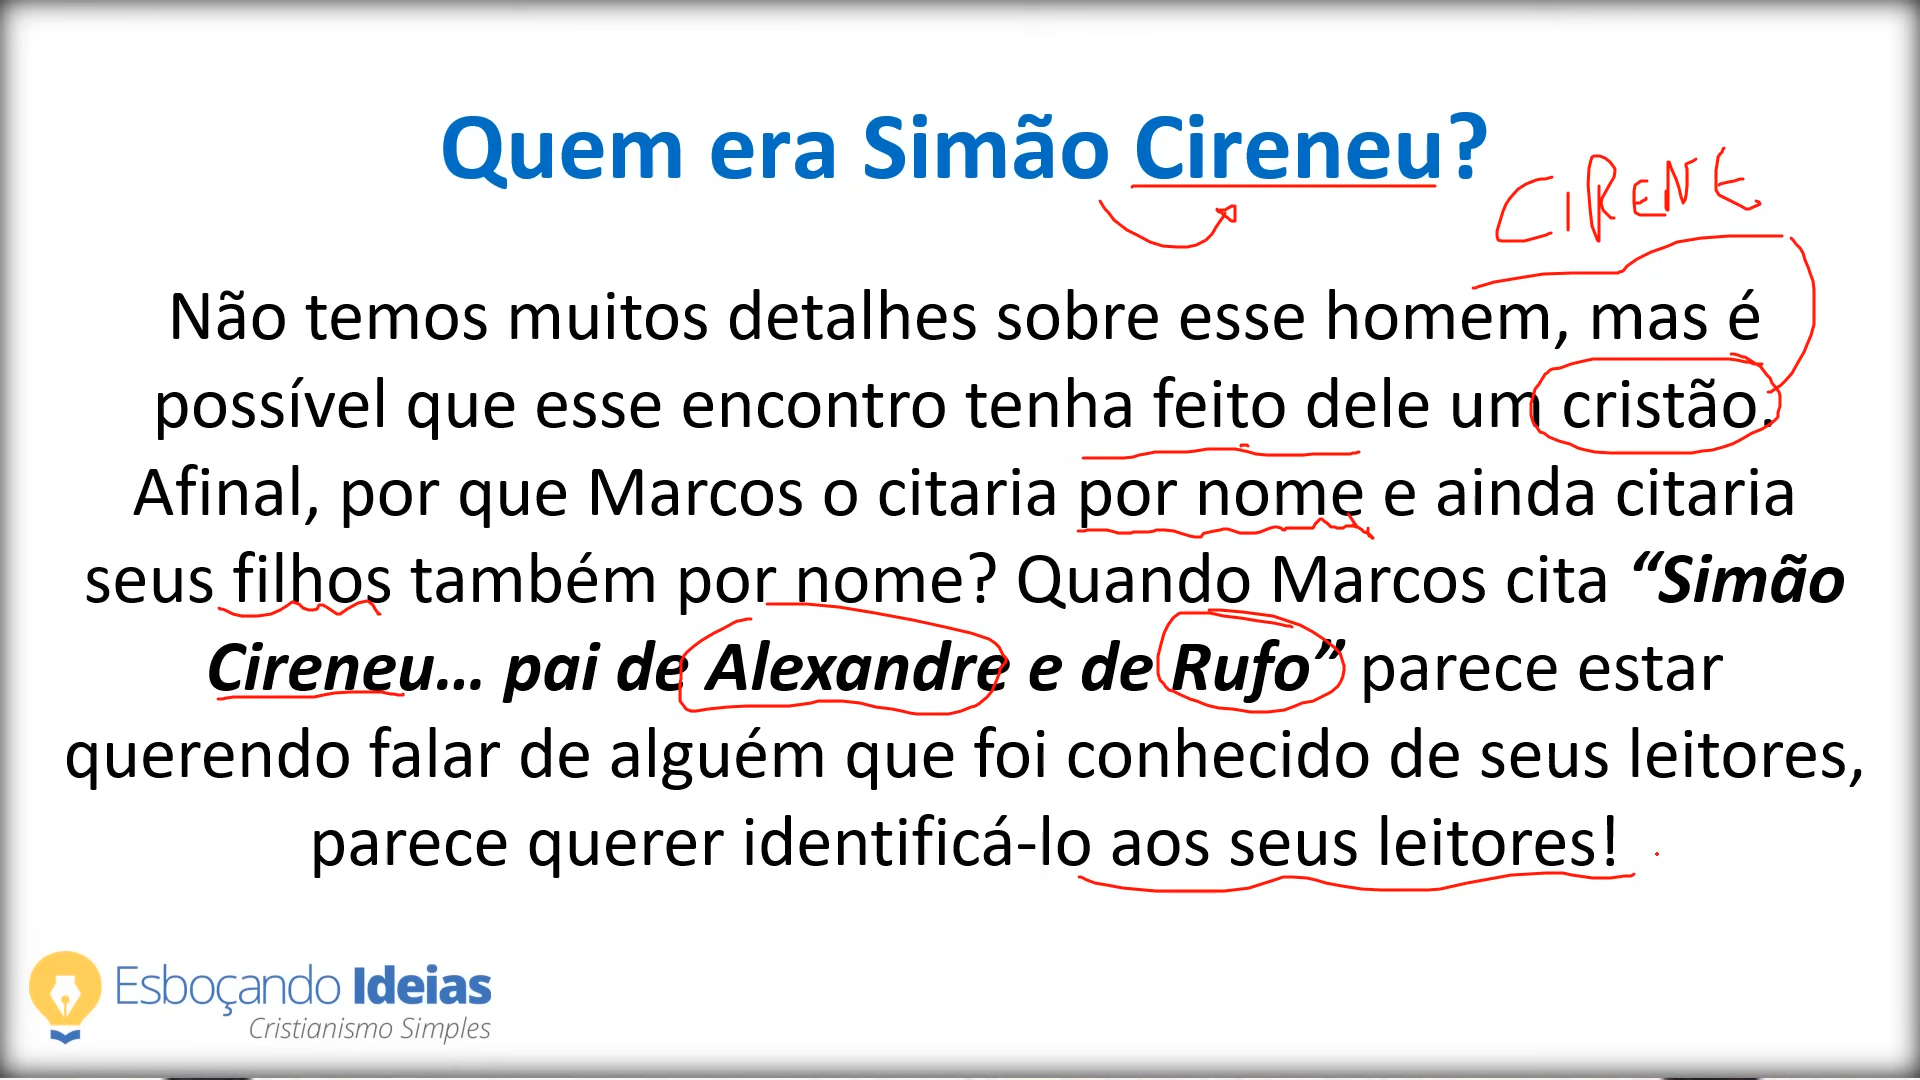 Quem era Simão Cireneu?
CIRENE
Não temos muitos detalhes sobre esse homem, mas é
possível que esse encontro tenha feito dele um cristão.
Afinal, por que Marcos o citaria por nome e ainda citaria
seus filhos também por nome? Quando Marcos cita “Simão
Cireneu... pai de Alexandre e de Rufo” parece estar
querendo falar de alguém que foi conhecido de seus leitores,
parece querer identificá-lo aos seus leitores!
Esboçando Ideias
Cristianismo Simples